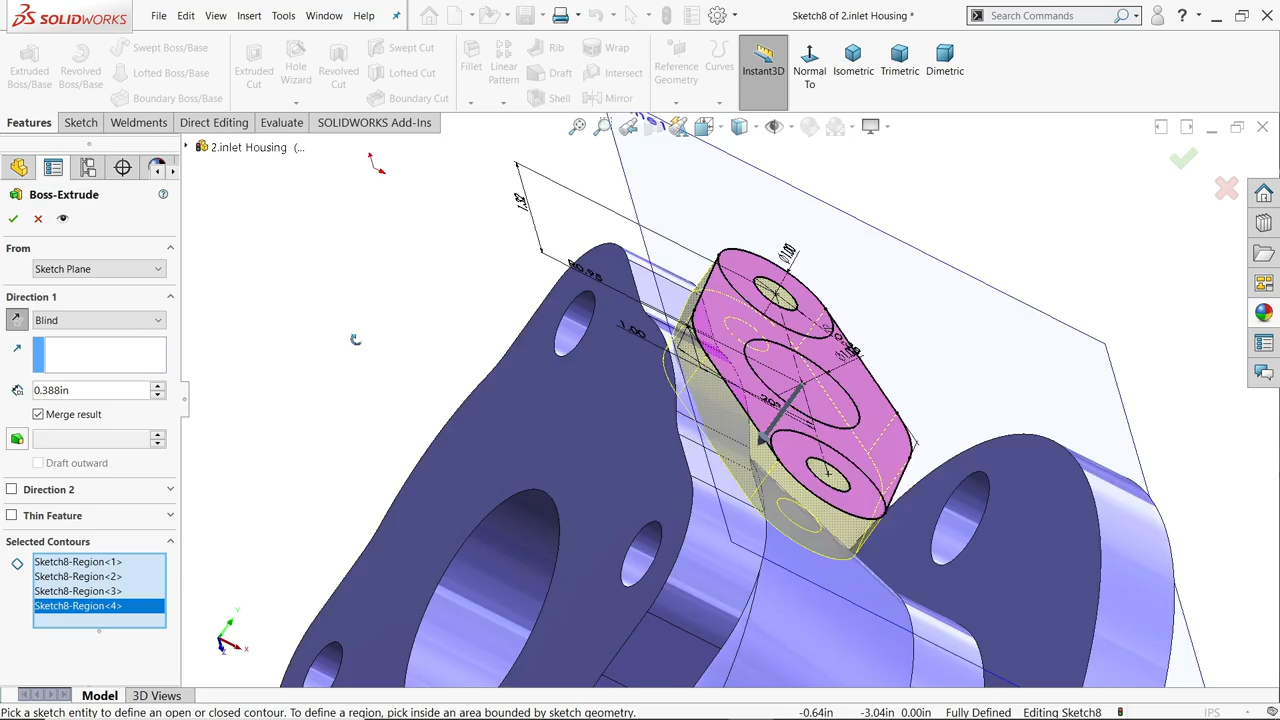 SOLIDWORKS
File Edit View Insert Tools Window Help
Sketch8 of 2.inlet Housing *
Search Commands
Extruded Boss/Base
Revolved Boss/Base
Swept Boss/Base
Lofted Boss/Base
Boundary Boss/Base
Extruded Cut
Hole Wizard
Revolved Cut
Swept Cut
Lofted Cut
Boundary Cut
Fillet
Linear Pattern
Rib
Draft
Shell
Wrap
Intersect
Mirror
Reference Geometry
Curves
Instant3D
Normal To
Isometric
Trimetric
Dimetric
Features Sketch Weldments Direct Editing Evaluate SOLIDWORKS Add-Ins
2.inlet Housing (...
Boss-Extrude
From
Sketch Plane
Direction 1
Blind
0.388in
Merge result
Draft outward
Direction 2
Thin Feature
Selected Contours
Sketch8-Region<1>
Sketch8-Region<2>
Sketch8-Region<3>
Sketch8-Region<4>
R0.95
1.00
Y
X
Z
Model 3D Views
Pick a sketch entity to define an open or closed contour. To define a region, pick inside an area bounded by sketch geometry.
-0.64in -3.04in 0.00in Fully Defined Editing Sketch8 IPS